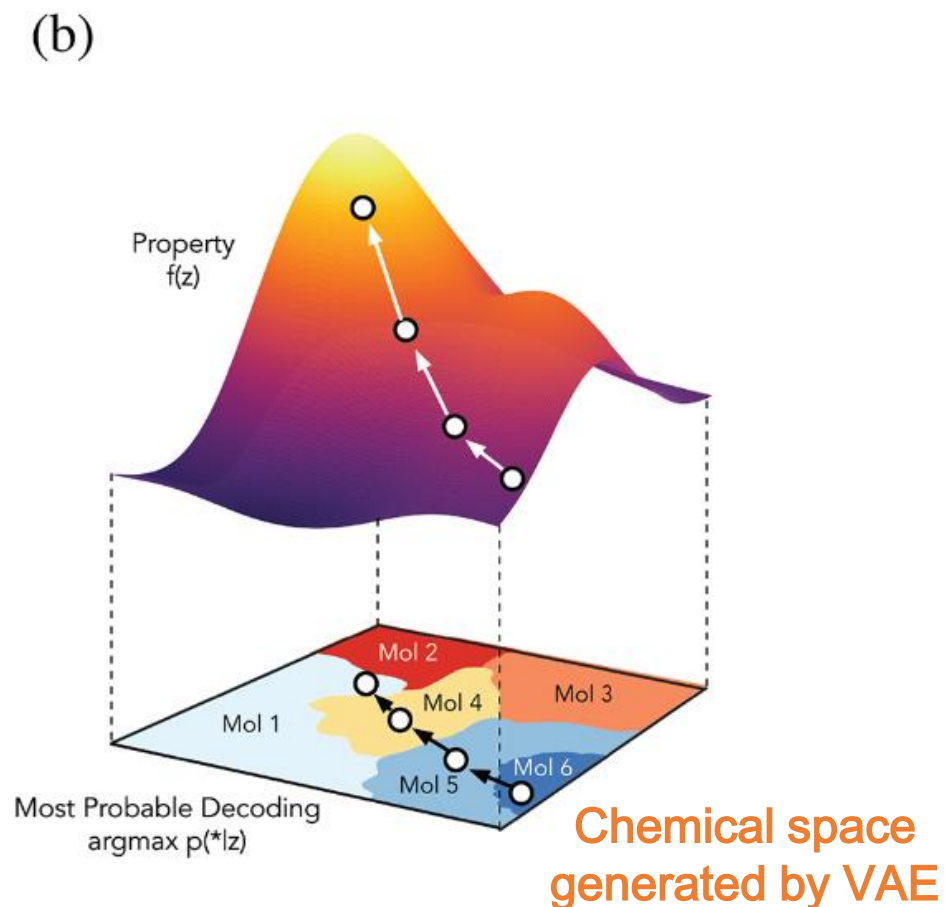 (b)
Property
f(z)
Mol 2
Mol 3
Mol 4
Mol 1
Mol 6
Mol 5
Most Probable Decoding
argmax p(*|z)
Chemical space
generated by VAE